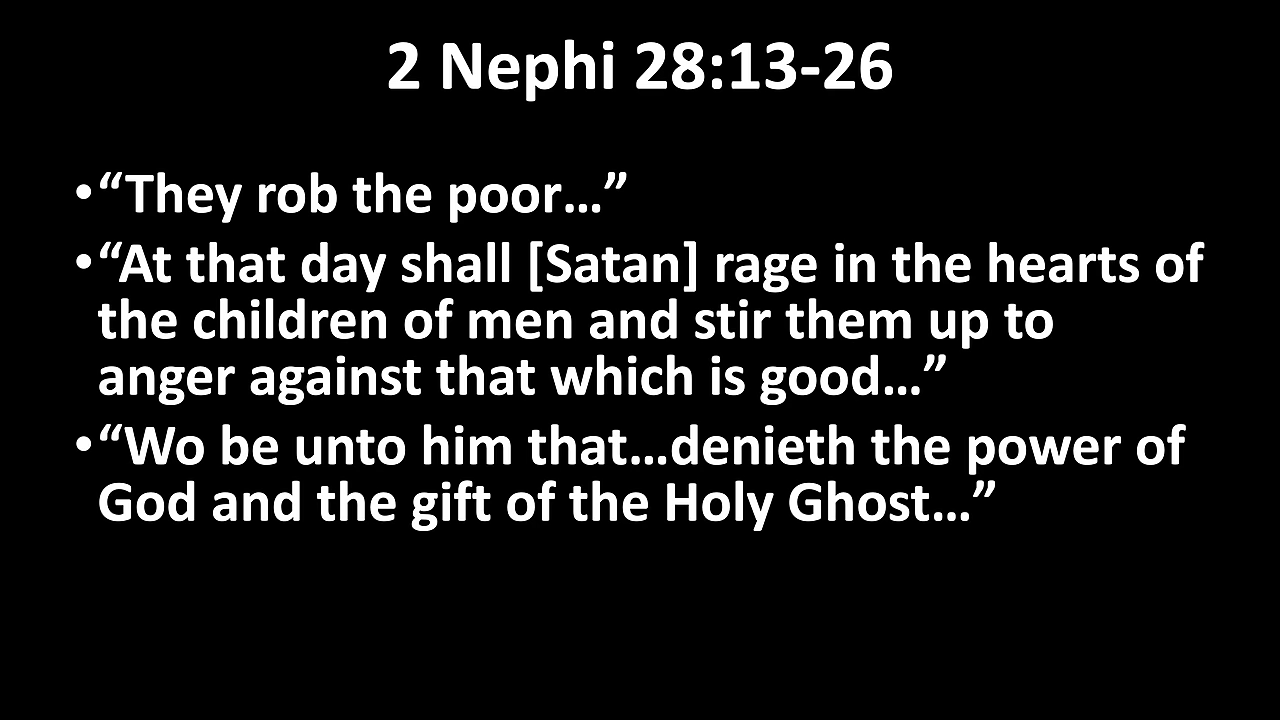 2 Nephi 28:13-26
•“They rob the poor…”
•“At that day shall [Satan] rage in the hearts of
the children of men and stir them up to
anger against that which is good…”
•“Wo be unto him that…denieth the power of
God and the gift of the Holy Ghost…”